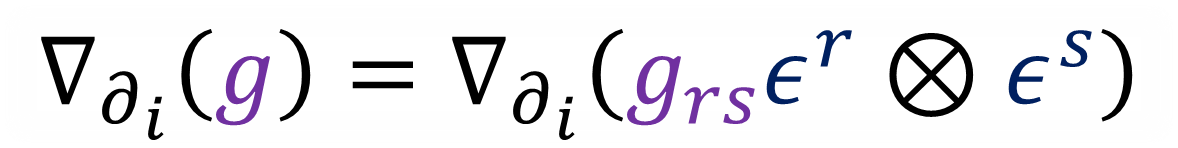 ∇_{∂_i}(g) = ∇_{∂_i}(g_{rs}ϵ^r ⊗ ϵ^s)